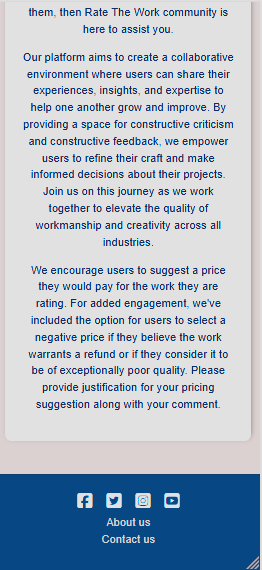 them, then Rate The Work community is
here to assist you.
Our platform aims to create a collaborative
environment where users can share their
experiences, insights, and expertise to
help one another grow and improve. By
providing a space for constructive criticism
and constructive feedback, we empower
users to refine their craft and make
informed decisions about their projects.
Join us on this journey as we work
together to elevate the quality of
workmanship and creativity across all
industries.
We encourage users to suggest a price
they would pay for the work they are
rating. For added engagement, we've
included the option for users to select a
negative price if they believe the work
warrants a refund or if they consider it to
be of exceptionally poor quality. Please
provide justification for your pricing
suggestion along with your comment.
About us
Contact us